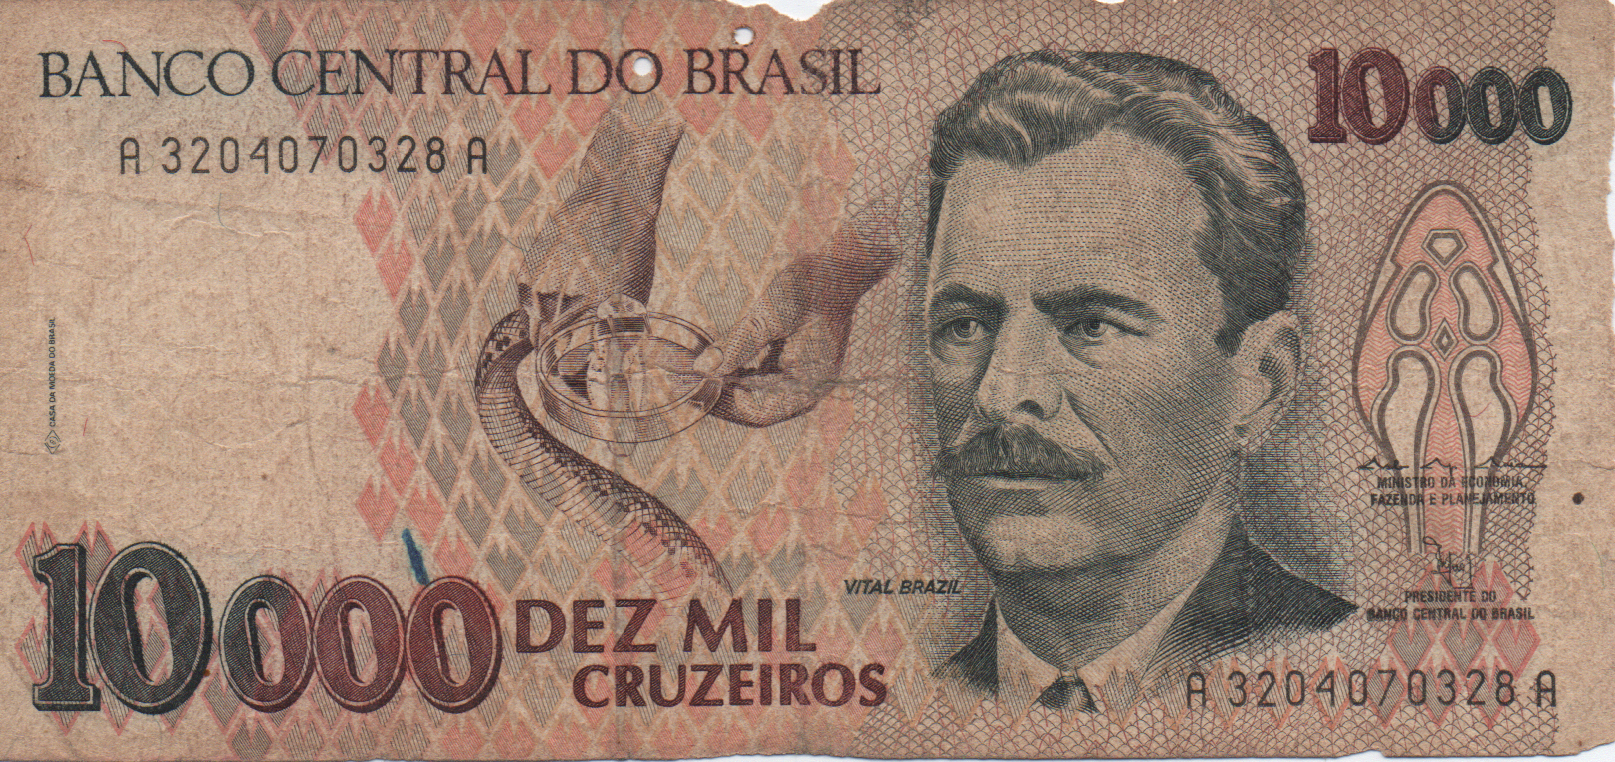 BANCO CENTRAL DO BRASIL
10000
A 3204070328 A
CASA DA MOEDA DO BRASIL
MINISTRO DA ECONOMIA,
FAZENDA E PLANEJAMENTO
VITAL BRAZIL
PRESIDENTE DO
BANCO CENTRAL DO BRASIL
10000
DEZ MIL
CRUZEIROS
A 3204070328 A